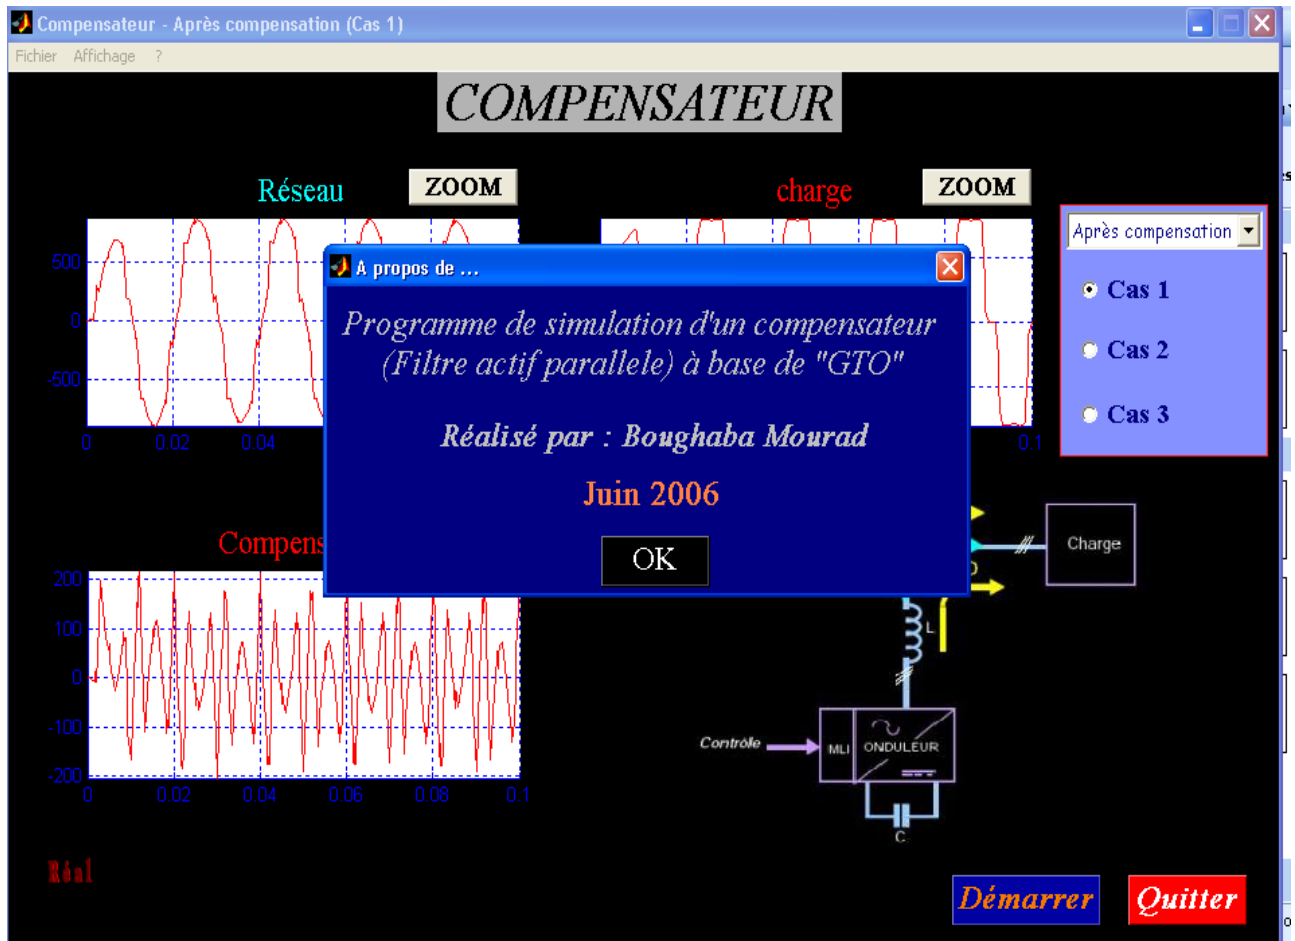 Compensateur - Après compensation (Cas 1)
Fichier Affichage ?
COMPENSATEUR
Réseau
ZOOM
charge
ZOOM
500
0
-500
0
0.02
0.04
0.1
Après compensation
Cas 1
Cas 2
Cas 3
A propos de ...
Programme de simulation d'un compensateur
(Filtre actif parallele) à base de "GTO"
Réalisé par : Boughaba Mourad
Juin 2006
OK
Compens
200
100
0
-100
-200
0
0.02
0.04
0.06
0.08
0.1
Charge
L
Contrôle
MLI
ONDULEUR
C
Réal
Démarrer
Quitter